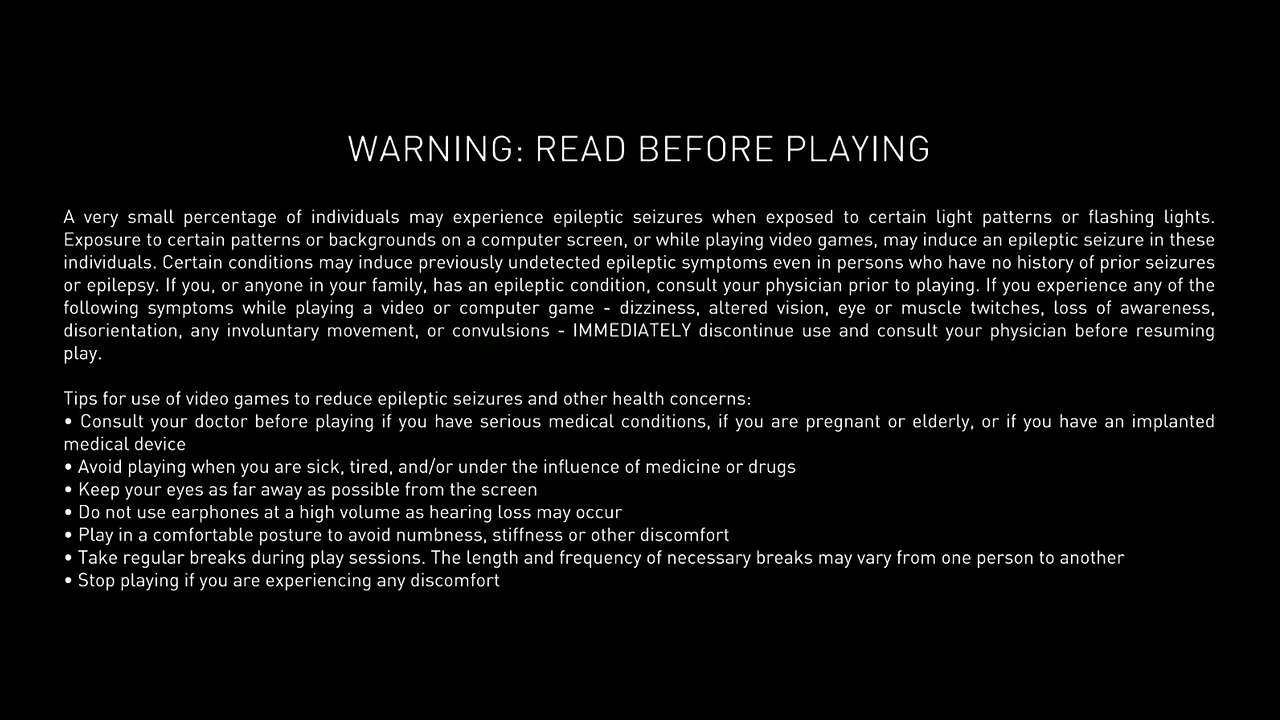 WARNING: READ BEFORE PLAYING
A very small percentage of individuals may experience epileptic seizures when exposed to certain light patterns or flashing lights.
Exposure to certain patterns or backgrounds on a computer screen, or while playing video games, may induce an epileptic seizure in these
individuals. Certain conditions may induce previously undetected epileptic symptoms even in persons who have no history of prior seizures
or epilepsy. If you, or anyone in your family, has an epileptic condition, consult your physician prior to playing. If you experience any of the
following symptoms while playing a video or computer game - dizziness, altered vision, eye or muscle twitches, loss of awareness,
disorientation, any involuntary movement, or convulsions - IMMEDIATELY discontinue use and consult your physician before resuming
play.
Tips for use of video games to reduce epileptic seizures and other health concerns:
• Consult your doctor before playing if you have serious medical conditions, if you are pregnant or elderly, or if you have an implanted
medical device
• Avoid playing when you are sick, tired, and/or under the influence of medicine or drugs
• Keep your eyes as far away as possible from the screen
• Do not use earphones at a high volume as hearing loss may occur
• Play in a comfortable posture to avoid numbness, stiffness or other discomfort
• Take regular breaks during play sessions. The length and frequency of necessary breaks may vary from one person to another
• Stop playing if you are experiencing any discomfort